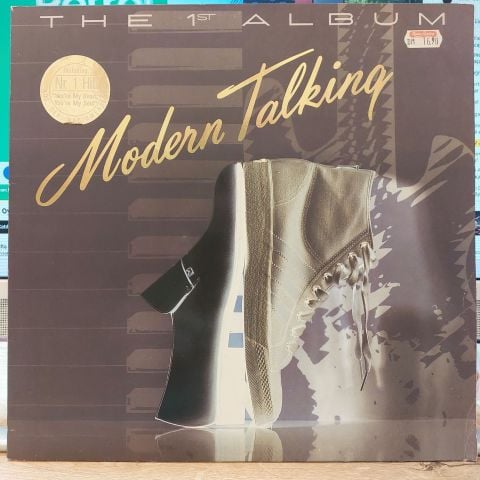 THE 1ST ALBUM
DM 16.90
Including
Nr. 1 Hit
"You're My Heart,
You're My Soul"
Modern Talking